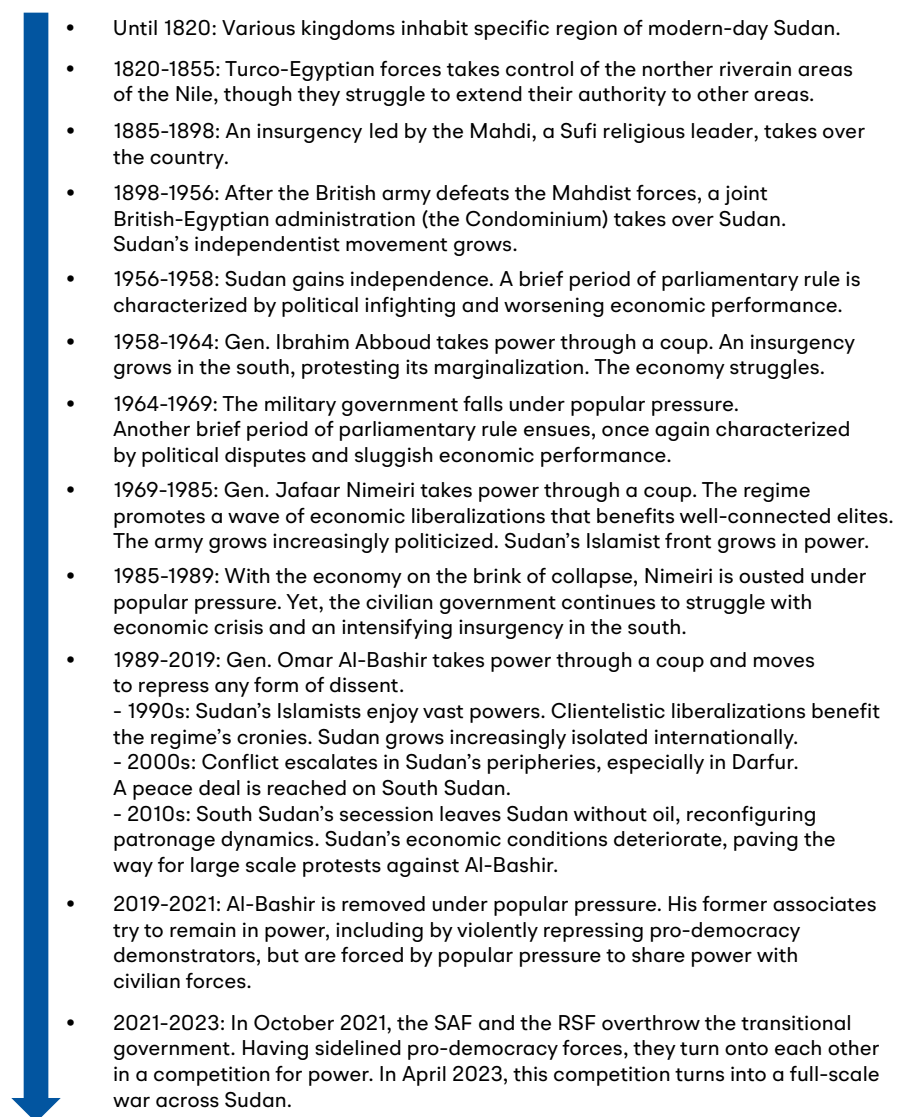 • Until 1820: Various kingdoms inhabit specific region of modern-day Sudan.
• 1820-1855: Turco-Egyptian forces takes control of the norther riverain areas
of the Nile, though they struggle to extend their authority to other areas.
• 1885-1898: An insurgency led by the Mahdi, a Sufi religious leader, takes over
the country.
• 1898-1956: After the British army defeats the Mahdist forces, a joint
British-Egyptian administration (the Condominium) takes over Sudan.
Sudan's independentist movement grows.
• 1956-1958: Sudan gains independence. A brief period of parliamentary rule is
characterized by political infighting and worsening economic performance.
• 1958-1964: Gen. Ibrahim Abboud takes power through a coup. An insurgency
grows in the south, protesting its marginalization. The economy struggles.
• 1964-1969: The military government falls under popular pressure.
Another brief period of parliamentary rule ensues, once again characterized
by political disputes and sluggish economic performance.
• 1969-1985: Gen. Jafaar Nimeiri takes power through a coup. The regime
promotes a wave of economic liberalizations that benefits well-connected elites.
The army grows increasingly politicized. Sudan's Islamist front grows in power.
• 1985-1989: With the economy on the brink of collapse, Nimeiri is ousted under
popular pressure. Yet, the civilian government continues to struggle with
economic crisis and an intensifying insurgency in the south.
• 1989-2019: Gen. Omar Al-Bashir takes power through a coup and moves
to repress any form of dissent.
- 1990s: Sudan's Islamists enjoy vast powers. Clientelistic liberalizations benefit
the regime's cronies. Sudan grows increasingly isolated internationally.
- 2000s: Conflict escalates in Sudan's peripheries, especially in Darfur.
A peace deal is reached on South Sudan.
- 2010s: South Sudan's secession leaves Sudan without oil, reconfiguring
patronage dynamics. Sudan's economic conditions deteriorate, paving the
way for large scale protests against Al-Bashir.
• 2019-2021: Al-Bashir is removed under popular pressure. His former associates
try to remain in power, including by violently repressing pro-democracy
demonstrators, but are forced by popular pressure to share power with
civilian forces.
• 2021-2023: In October 2021, the SAF and the RSF overthrow the transitional
government. Having sidelined pro-democracy forces, they turn onto each other
in a competition for power. In April 2023, this competition turns into a full-scale
war across Sudan.